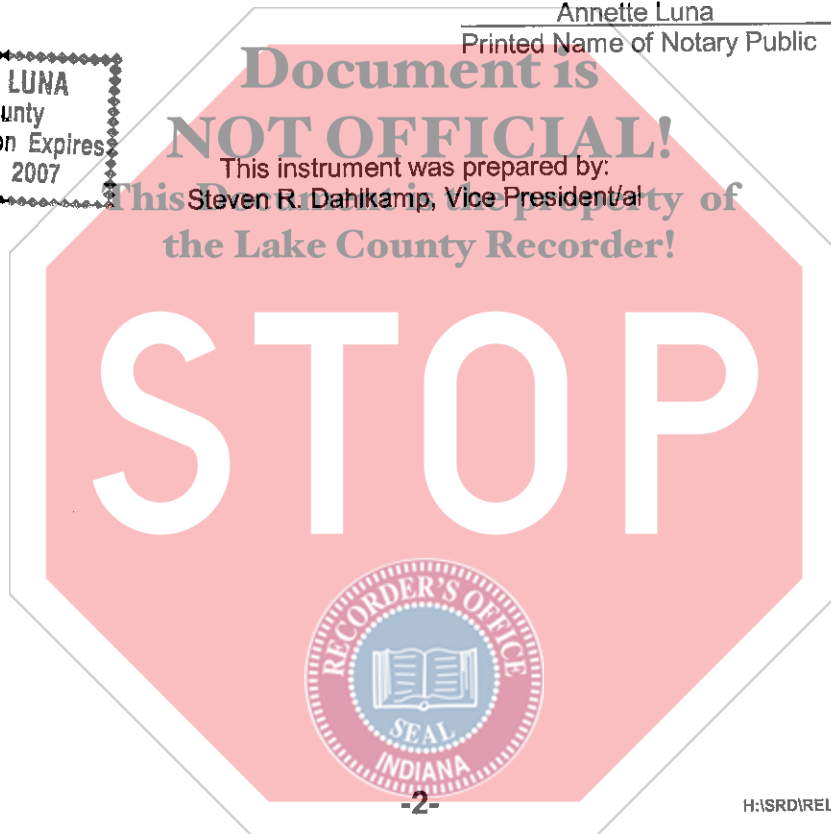 Annette Luna
Printed Name of Notary Public
Document is
LUNA
unty
n Expires
2007
NOT OFFICIAL!
This instrument was prepared by:
Steven R. Dahlkamp, Vice President/al
This Document is the property of
the Lake County Recorder!
STOP
RECORDER'S OFFICE
SEAL
INDIANA
-2-
H:\SRD\REL